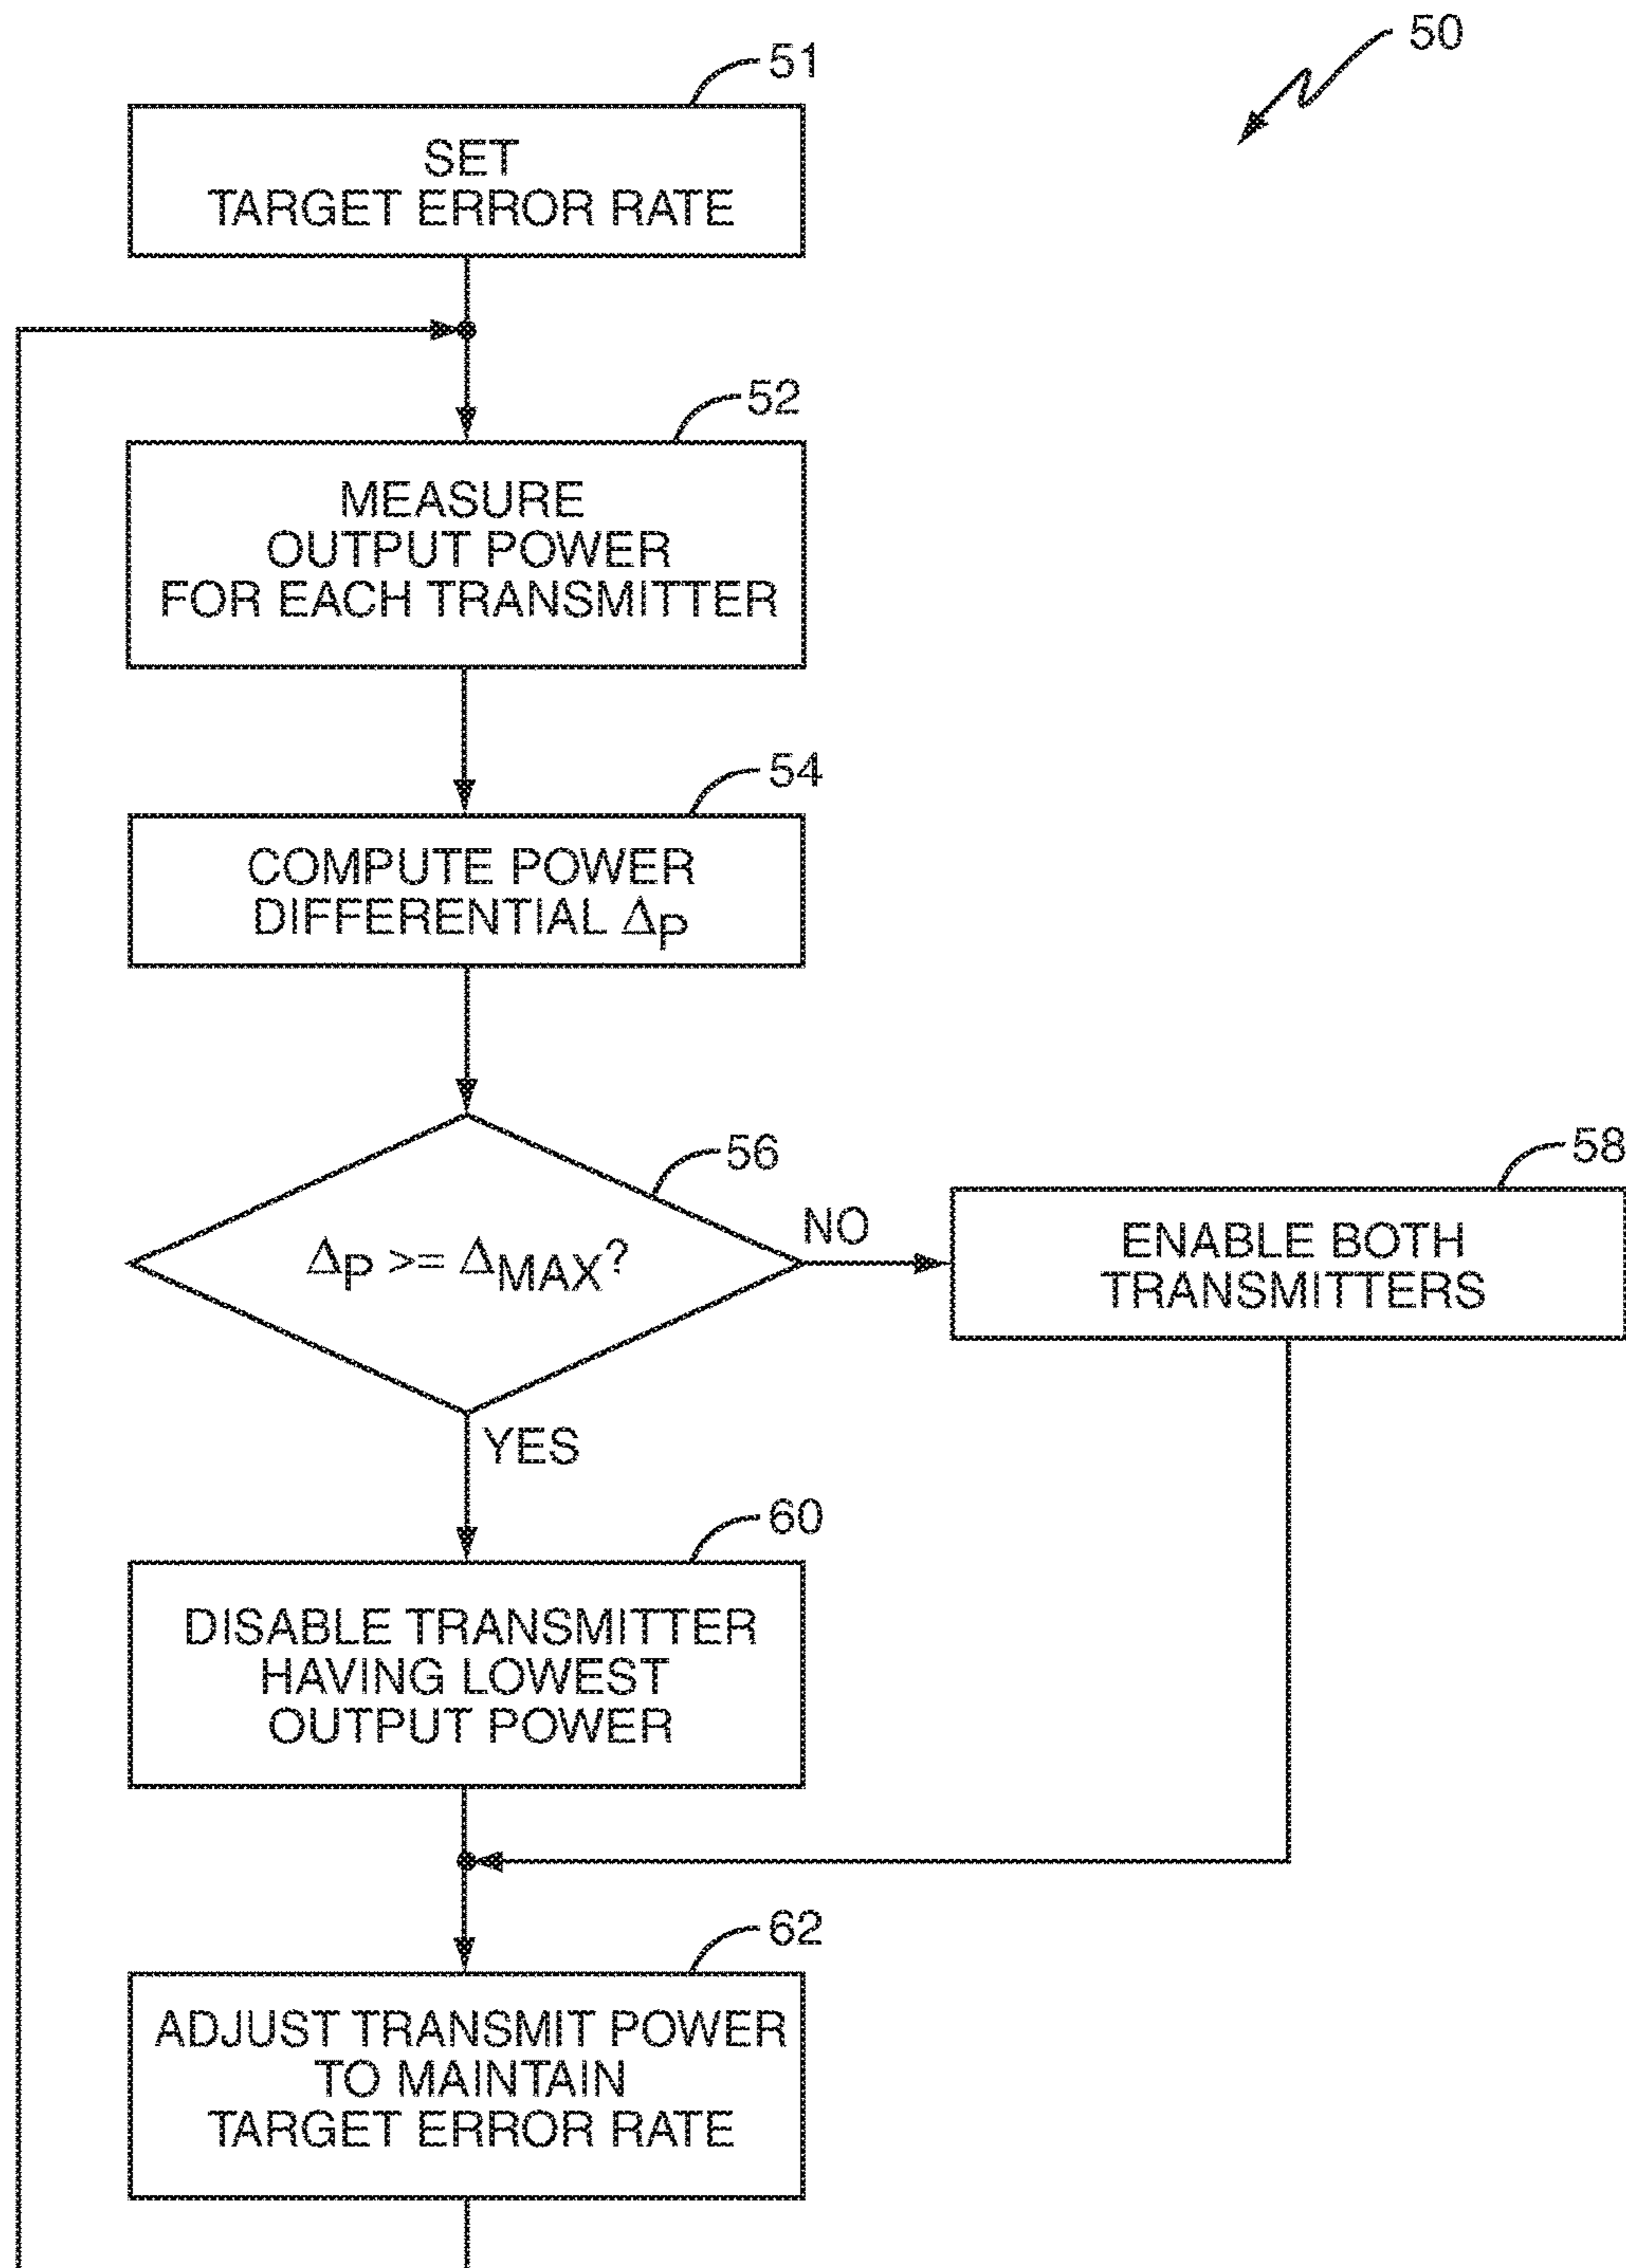 50
51
SET
TARGET ERROR RATE
52
MEASURE
OUTPUT POWER
FOR EACH TRANSMITTER
54
COMPUTE POWER
DIFFERENTIAL ΔP
56
ΔP >= ΔMAX?
NO
58
ENABLE BOTH
TRANSMITTERS
YES
60
DISABLE TRANSMITTER
HAVING LOWEST
OUTPUT POWER
62
ADJUST TRANSMIT POWER
TO MAINTAIN
TARGET ERROR RATE